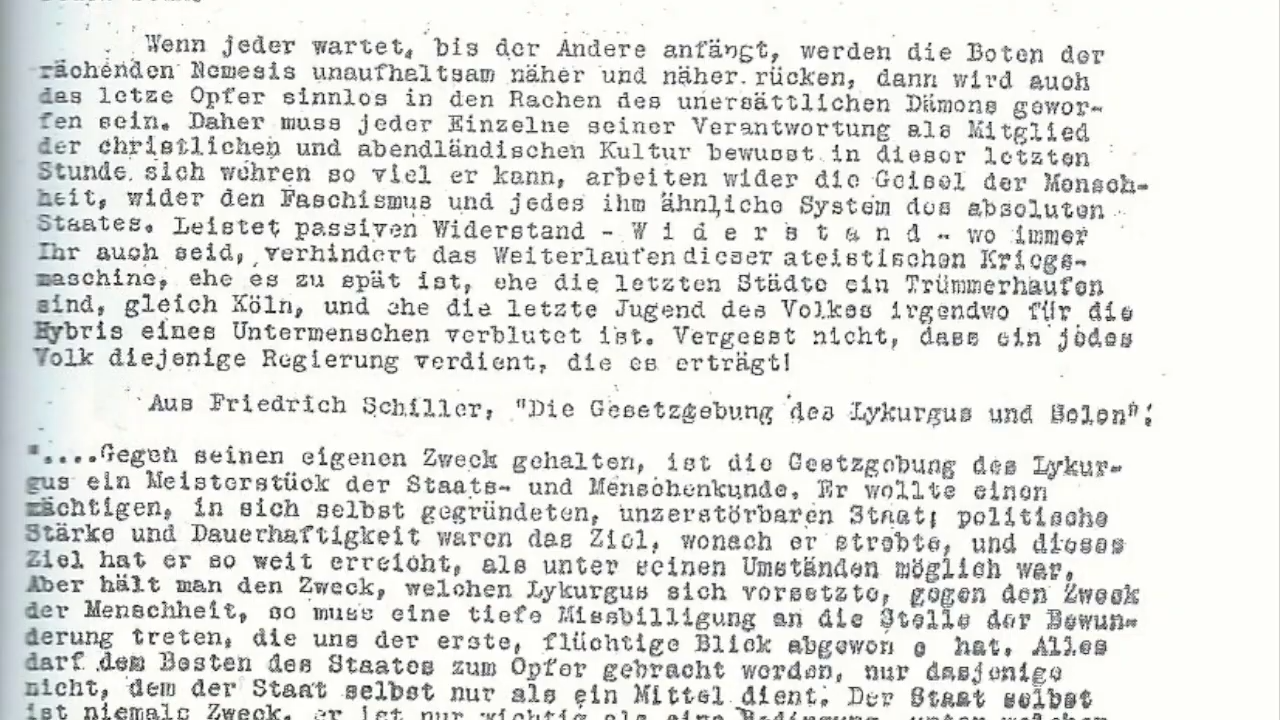 Wenn jeder wartet, bis der Andere anfängt, werden die Boten der
rächenden Nemesis unaufhaltsam näher und näher rücken, dann wird auch
das letze Opfer sinnlos in den Rachen des unersättlichen Dämons gewor-
fen sein. Daher muss jeder Einzelne seiner Verantwortung als Mitglied
der christlichen und abendländischen Kultur bewusst in dieser letzten
Stunde sich wehren so viel er kann, arbeiten wider die Geisel der Mensch-
heit, wider den Faschismus und jedes ihm ähnliche System des absoluten
Staates. Leistet passiven Widerstand - W i d e r s t a n d - wo immer
Ihr auch seid, verhindert das Weiterlaufen dieser ateistischen Kriegs-
maschine, ehe es zu spät ist, ehe die letzten Städte ein Trümmerhaufen
sind, gleich Köln, und ehe die letzte Jugend des Volkes irgendwo für die
Hybris eines Untermenschen verblutet ist. Vergesst nicht, dass ein jedes
Volk diejenige Regierung verdient, die es erträgt!
Aus Friedrich Schiller, "Die Gesetzgebung des Lykurgus und Solon":
"....Gegen seinen eigenen Zweck gehalten, ist die Gestzgebung des Lykur-
gus ein Meisterstück der Staats- und Menschenkunde. Er wollte einen
mächtigen, in sich selbst gegründeten, unzerstörbaren Staat; politische
Stärke und Dauerhaftigkeit waren das Ziel, wonach er strebte, und dieses
Ziel hat er so weit erreicht, als unter seinen Umständen möglich war.
Aber hält man den Zweck, welchen Lykurgus sich vorsetzte, gegen den Zweck
der Menschheit, so muss eine tiefe Missbilligung an die Stelle der Bewun-
derung treten, die uns der erste, flüchtige Blick abgewon e hat. Alles
darf dem Besten des Staates zum Opfer gebracht werden, nur dasjenige
nicht, dem der Staat selbst nur als ein Mittel dient. Der Staat selbst
ist niemals Zweck, er ist nur wichtig als eine Bedingung, unter welcher